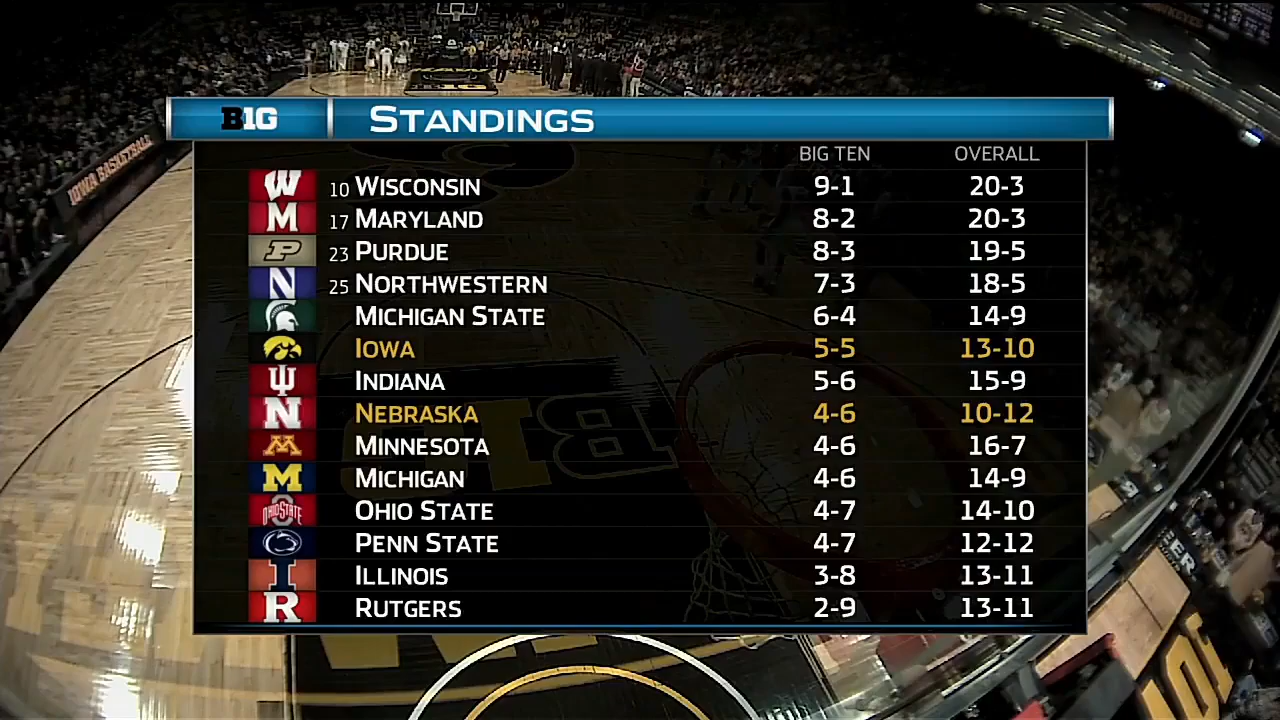 B1G STANDINGS
BIG TEN OVERALL
W 10 WISCONSIN 9-1 20-3
M 17 MARYLAND 8-2 20-3
P 23 PURDUE 8-3 19-5
N 25 NORTHWESTERN 7-3 18-5
MICHIGAN STATE 6-4 14-9
IOWA 5-5 13-10
IU INDIANA 5-6 15-9
N NEBRASKA 4-6 10-12
M MINNESOTA 4-6 16-7
M MICHIGAN 4-6 14-9
OHIO STATE OHIO STATE 4-7 14-10
PENN STATE 4-7 12-12
I ILLINOIS 3-8 13-11
R RUTGERS 2-9 13-11
IOWA BASKETBALL
B1G